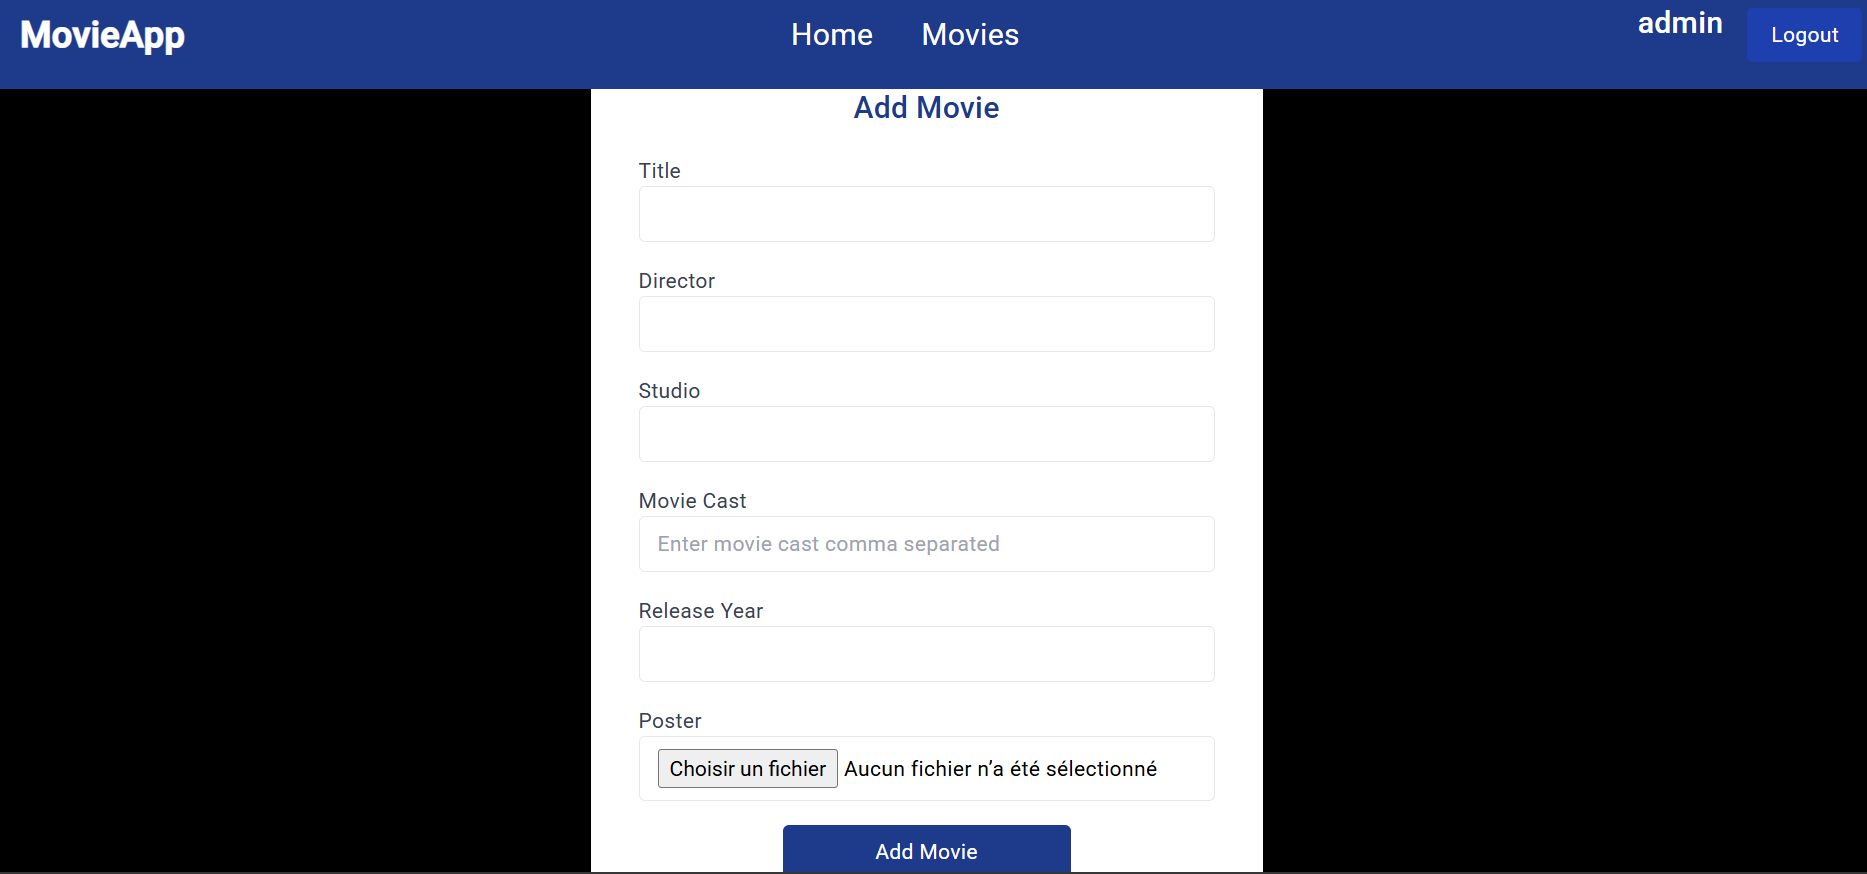 MovieApp
Home Movies
admin Logout
Add Movie
Title
Director
Studio
Movie Cast
Enter movie cast comma separated
Release Year
Poster
Choisir un fichier Aucun fichier n’a été sélectionné
Add Movie